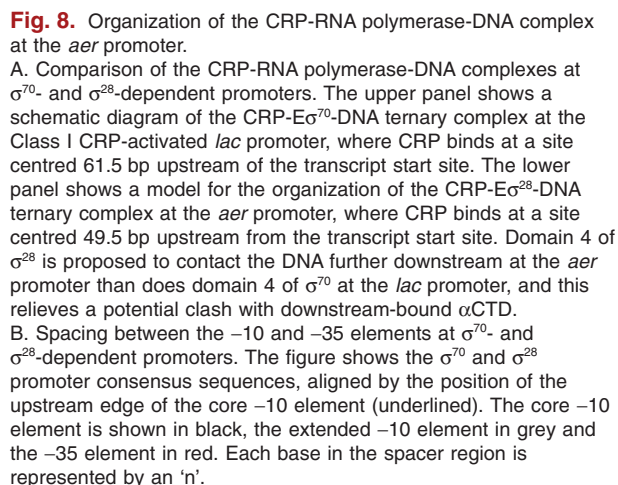 Fig. 8. Organization of the CRP-RNA polymerase-DNA complex
at the aer promoter.
A. Comparison of the CRP-RNA polymerase-DNA complexes at
σ⁷⁰- and σ²⁸-dependent promoters. The upper panel shows a
schematic diagram of the CRP-Eσ⁷⁰-DNA ternary complex at the
Class I CRP-activated lac promoter, where CRP binds at a site
centred 61.5 bp upstream of the transcript start site. The lower
panel shows a model for the organization of the CRP-Eσ²⁸-DNA
ternary complex at the aer promoter, where CRP binds at a site
centred 49.5 bp upstream from the transcript start site. Domain 4 of
σ²⁸ is proposed to contact the DNA further downstream at the aer
promoter than does domain 4 of σ⁷⁰ at the lac promoter, and this
relieves a potential clash with downstream-bound αCTD.
B. Spacing between the −10 and −35 elements at σ⁷⁰- and
σ²⁸-dependent promoters. The figure shows the σ⁷⁰ and σ²⁸
promoter consensus sequences, aligned by the position of the
upstream edge of the core −10 element (underlined). The core −10
element is shown in black, the extended −10 element in grey and
the −35 element in red. Each base in the spacer region is
represented by an ‘n’.